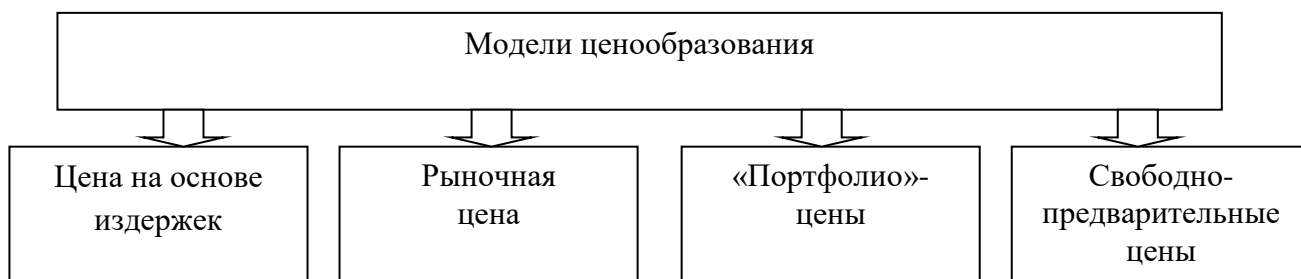 Модели ценообразования
Цена на основе
издержек
Рыночная
цена
«Портфолио»-
цены
Свободно-
предварительные
цены